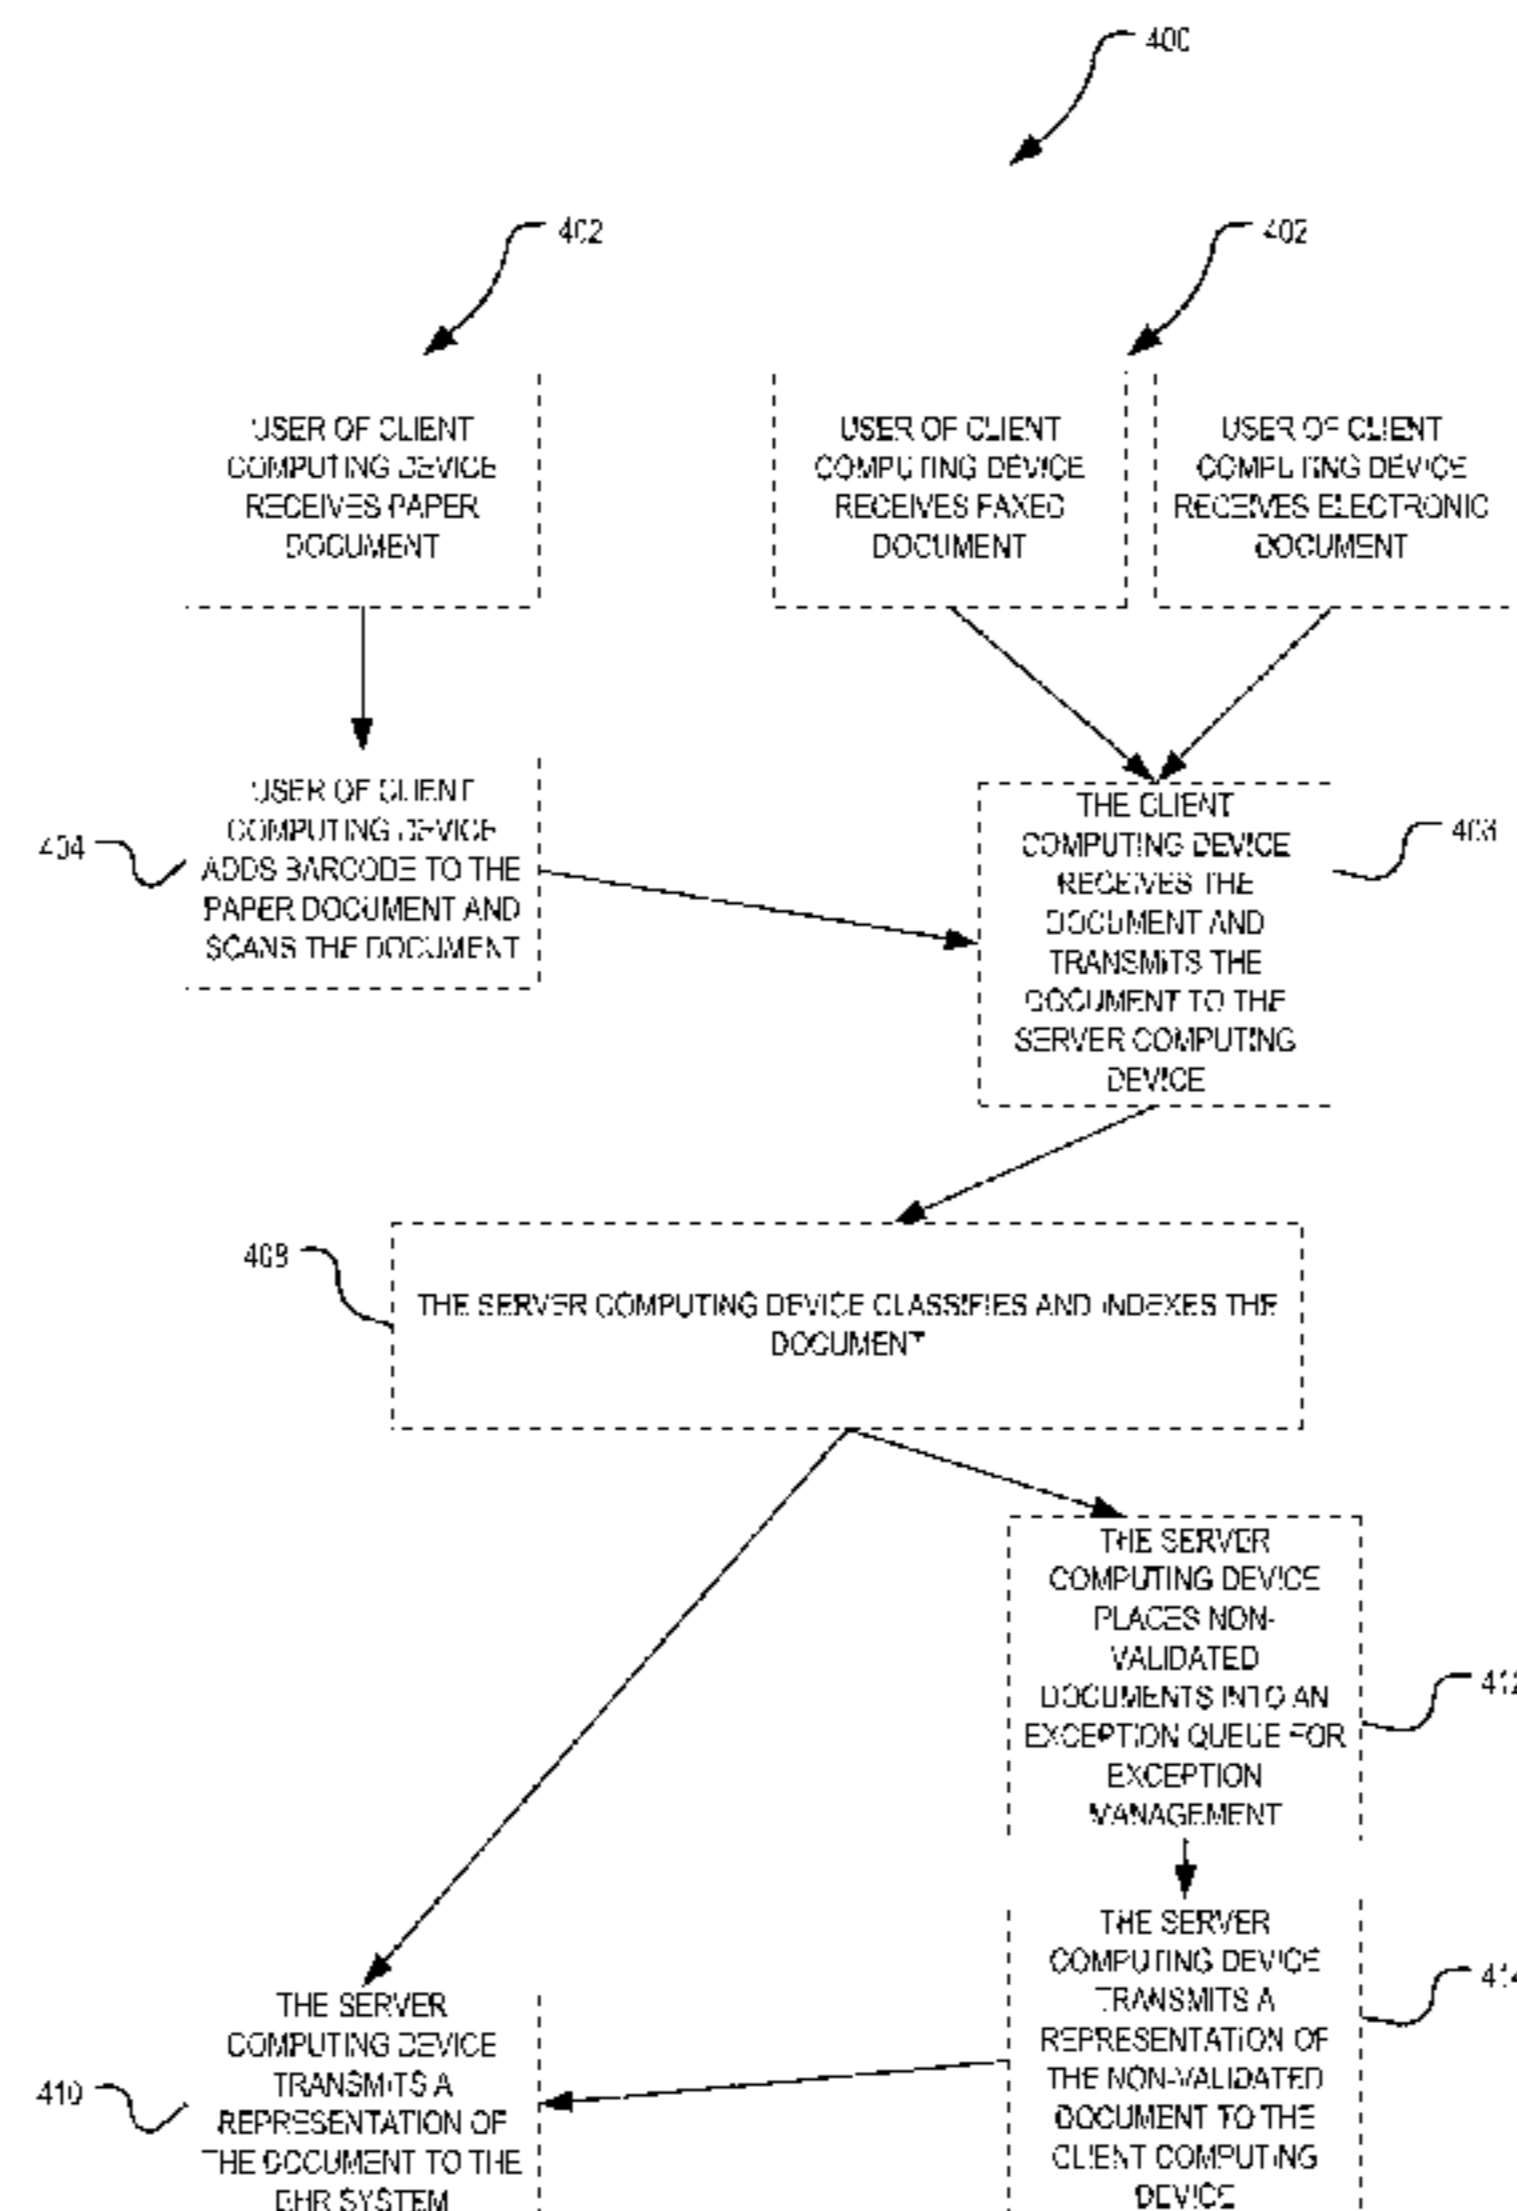 400
402
402
USER OF CLIENT
COMPUTING DEVICE
RECEIVES PAPER
DOCUMENT
USER OF CLIENT
COMPUTING DEVICE
RECEIVES FAXED
DOCUMENT
USER OF CLIENT
COMPUTING DEVICE
RECEIVES ELECTRONIC
DOCUMENT
404
USER OF CLIENT
COMPUTING DEVICE
ADDS BARCODE TO THE
PAPER DOCUMENT AND
SCANS THE DOCUMENT
THE CLIENT
COMPUTING DEVICE
RECEIVES THE
DOCUMENT AND
TRANSMITS THE
DOCUMENT TO THE
SERVER COMPUTING
DEVICE
408
THE SERVER COMPUTING DEVICE CLASSIFIES AND INDEXES THE
DOCUMENT
THE SERVER
COMPUTING DEVICE
PLACES NON-
VALIDATED
DOCUMENTS INTO AN
EXCEPTION QUEUE FOR
EXCEPTION
MANAGEMENT
412
THE SERVER
COMPUTING DEVICE
TRANSMITS A
REPRESENTATION OF
THE NON-VALIDATED
DOCUMENT TO THE
CLIENT COMPUTING
DEVICE
414
410
THE SERVER
COMPUTING DEVICE
TRANSMITS A
REPRESENTATION OF
THE DOCUMENT TO THE
EHR SYSTEM